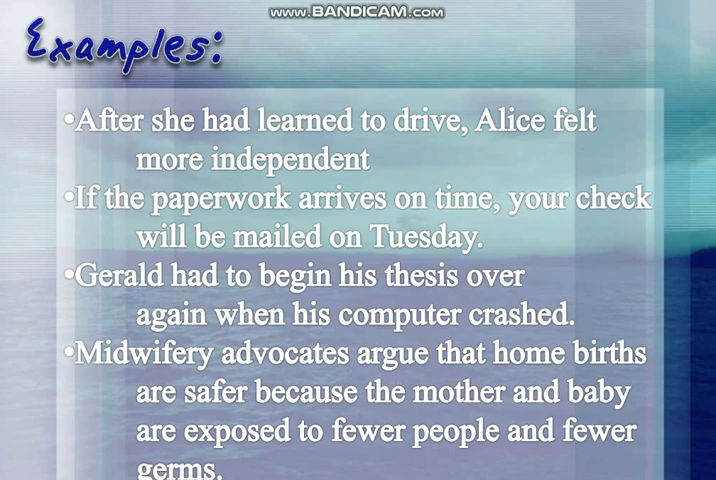 www.BANDICAM.com
Examples:
•After she had learned to drive, Alice felt
more independent
•If the paperwork arrives on time, your check
will be mailed on Tuesday.
•Gerald had to begin his thesis over
again when his computer crashed.
•Midwifery advocates argue that home births
are safer because the mother and baby
are exposed to fewer people and fewer
germs.